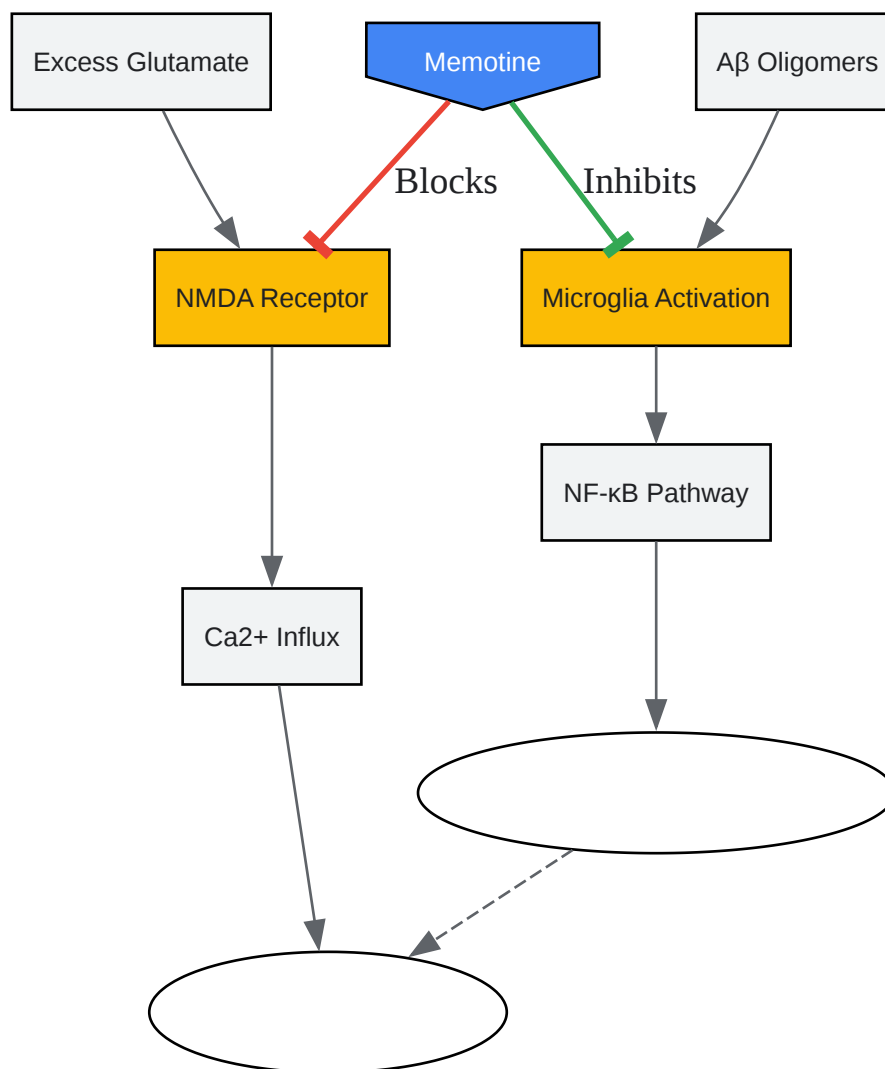 Excess Glutamate
Memotine
Aβ Oligomers
Blocks
Inhibits
NMDA Receptor
Microglia Activation
NF-κB Pathway
Ca2+ Influx